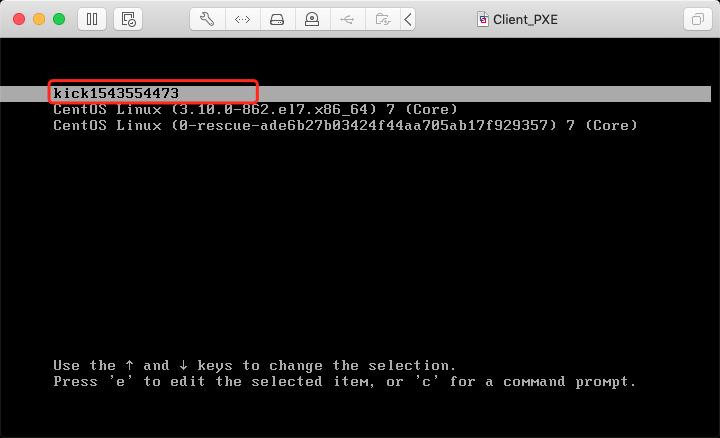 Client_PXE
kick1543554473
CentOS Linux (3.10.0-862.el7.x86_64) 7 (Core)
CentOS Linux (0-rescue-ade6b27b03424f44aa705ab17f929357) 7 (Core)
Use the ↑ and ↓ keys to change the selection.
Press 'e' to edit the selected item, or 'c' for a command prompt.